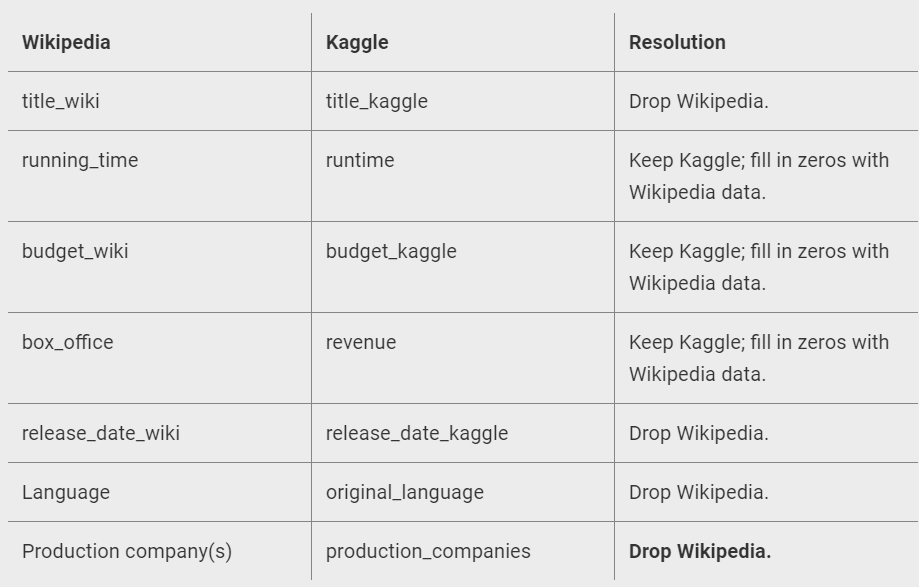 Wikipedia Kaggle Resolution
title_wiki title_kaggle Drop Wikipedia.
running_time runtime Keep Kaggle; fill in zeros with
Wikipedia data.
budget_wiki budget_kaggle Keep Kaggle; fill in zeros with
Wikipedia data.
box_office revenue Keep Kaggle; fill in zeros with
Wikipedia data.
release_date_wiki release_date_kaggle Drop Wikipedia.
Language original_language Drop Wikipedia.
Production company(s) production_companies Drop Wikipedia.